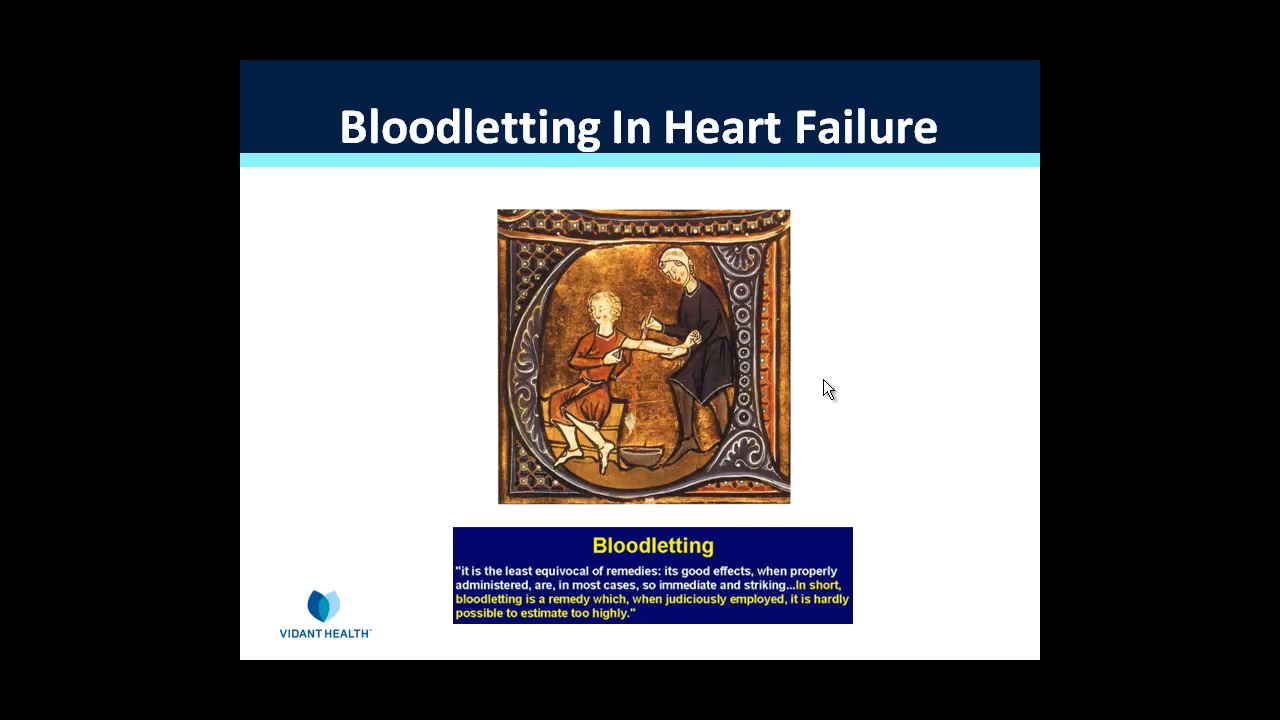 Bloodletting In Heart Failure
Bloodletting
"it is the least equivocal of remedies: its good effects, when properly
administered, are, in most cases, so immediate and striking...In short,
bloodletting is a remedy which, when judiciously employed, it is hardly
possible to estimate too highly."
VIDANT HEALTH™